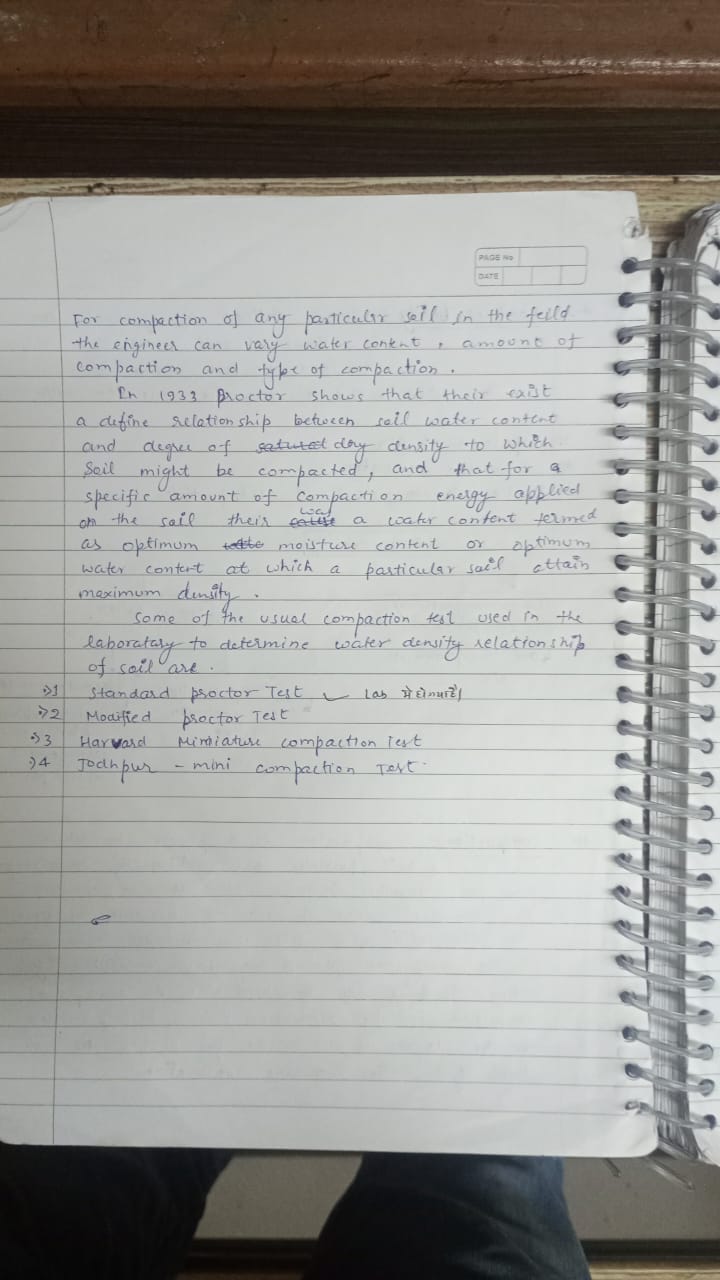 PAGE No
DATE
For compaction of any particular soil in the feild
the engineer can vary water content, amount of
compaction and type of compaction.
In 1933 Proctor shows that their exist
a define relationship between soil water content
and degree of dry density to which
Soil might be compacted, and that for a
specific amount of compaction energy applied
on the soil their was a water content termed
as optimum moisture content or optimum
water content at which a particular soil attain
maximum density.
Some of the usual compaction test used in the
laboratary to determine water density relationship
of soil are.
→1 Standard proctor Test ✓ Lab में
→2 Modified proctor Test
→3 Harvard Miniature compaction Test
→4 Jodhpur - mini compaction Test.